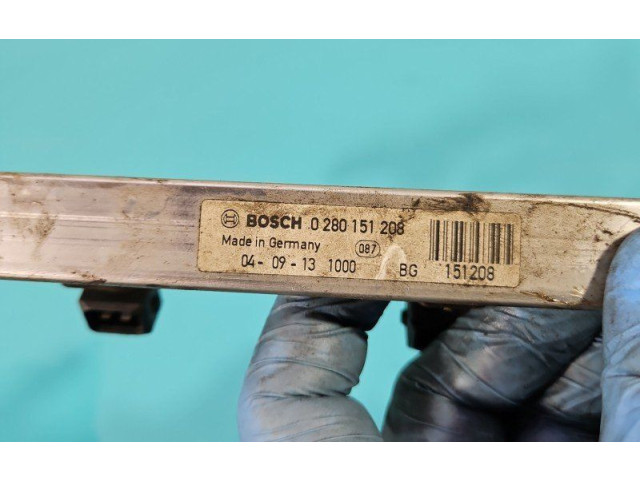 BOSCH 0 280 151 208
Made in Germany 087
04-09-13 1000 BG 151208